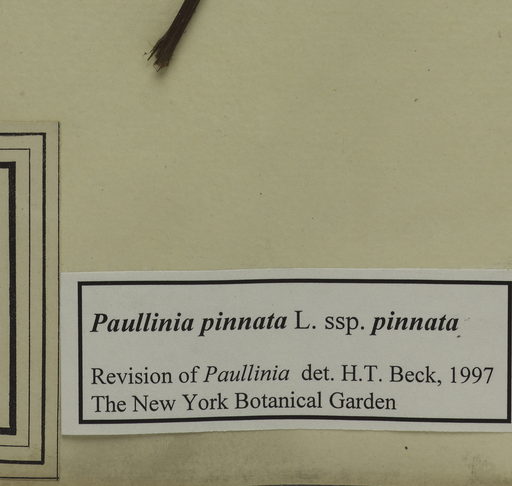 Paullinia pinnata L. ssp. pinnata
Revision of Paullinia det. H.T. Beck, 1997
The New York Botanical Garden